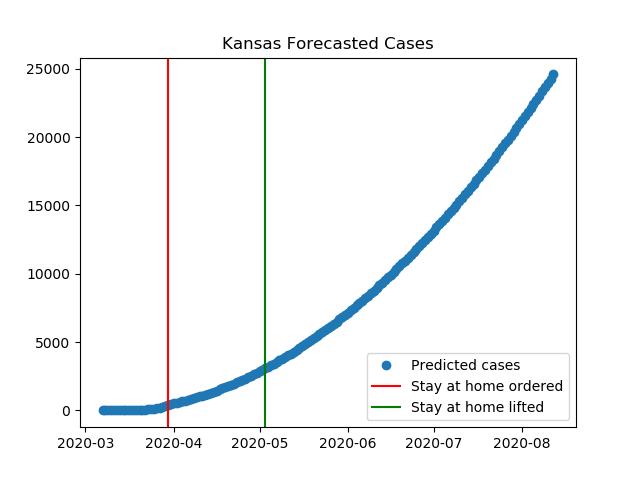 Kansas Forecasted Cases
25000
20000
15000
10000
5000
0
Predicted cases
Stay at home ordered
Stay at home lifted
2020-03 2020-04 2020-05 2020-06 2020-07 2020-08